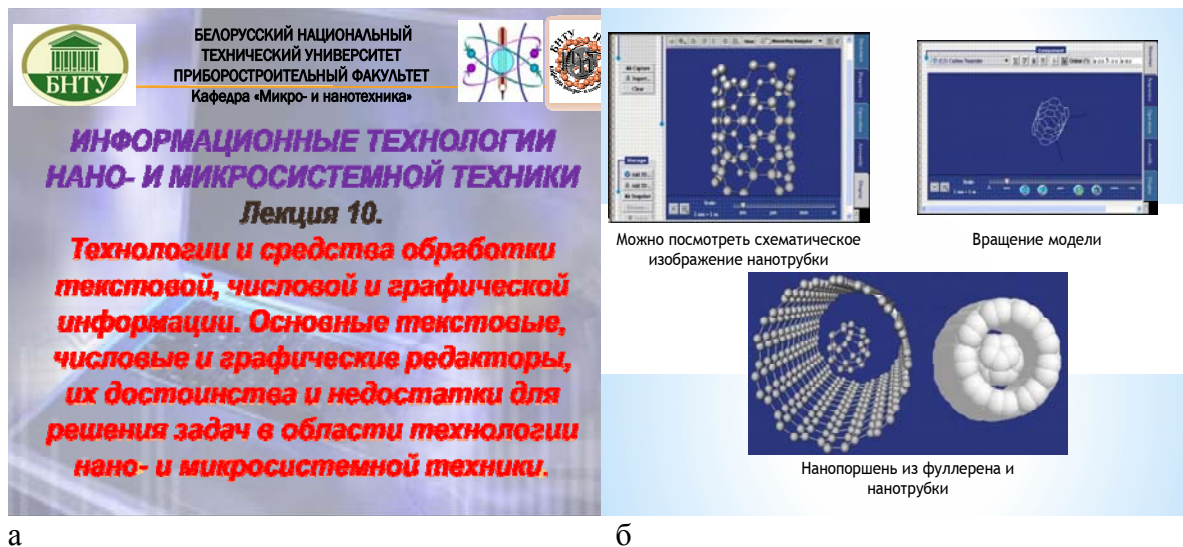 БЕЛОРУССКИЙ НАЦИОНАЛЬНЫЙ
ТЕХНИЧЕСКИЙ УНИВЕРСИТЕТ
ПРИБОРОСТРОИТЕЛЬНЫЙ ФАКУЛЬТЕТ
Кафедра «Микро- и нанотехника»
БНТУ
БНТУ
ИНФОРМАЦИОННЫЕ ТЕХНОЛОГИИ
НАНО- И МИКРОСИСТЕМНОЙ ТЕХНИКИ
Лекция 10.
Технологии и средства обработки
текстовой, числовой и графической
информации. Основные текстовые,
числовые и графические редакторы,
их достоинства и недостатки для
решения задач в области технологии
нано- и микросистемной техники.
а
Можно посмотреть схематическое
изображение нанотрубки
Вращение модели
Нанопоршень из фуллерена и
нанотрубки
б